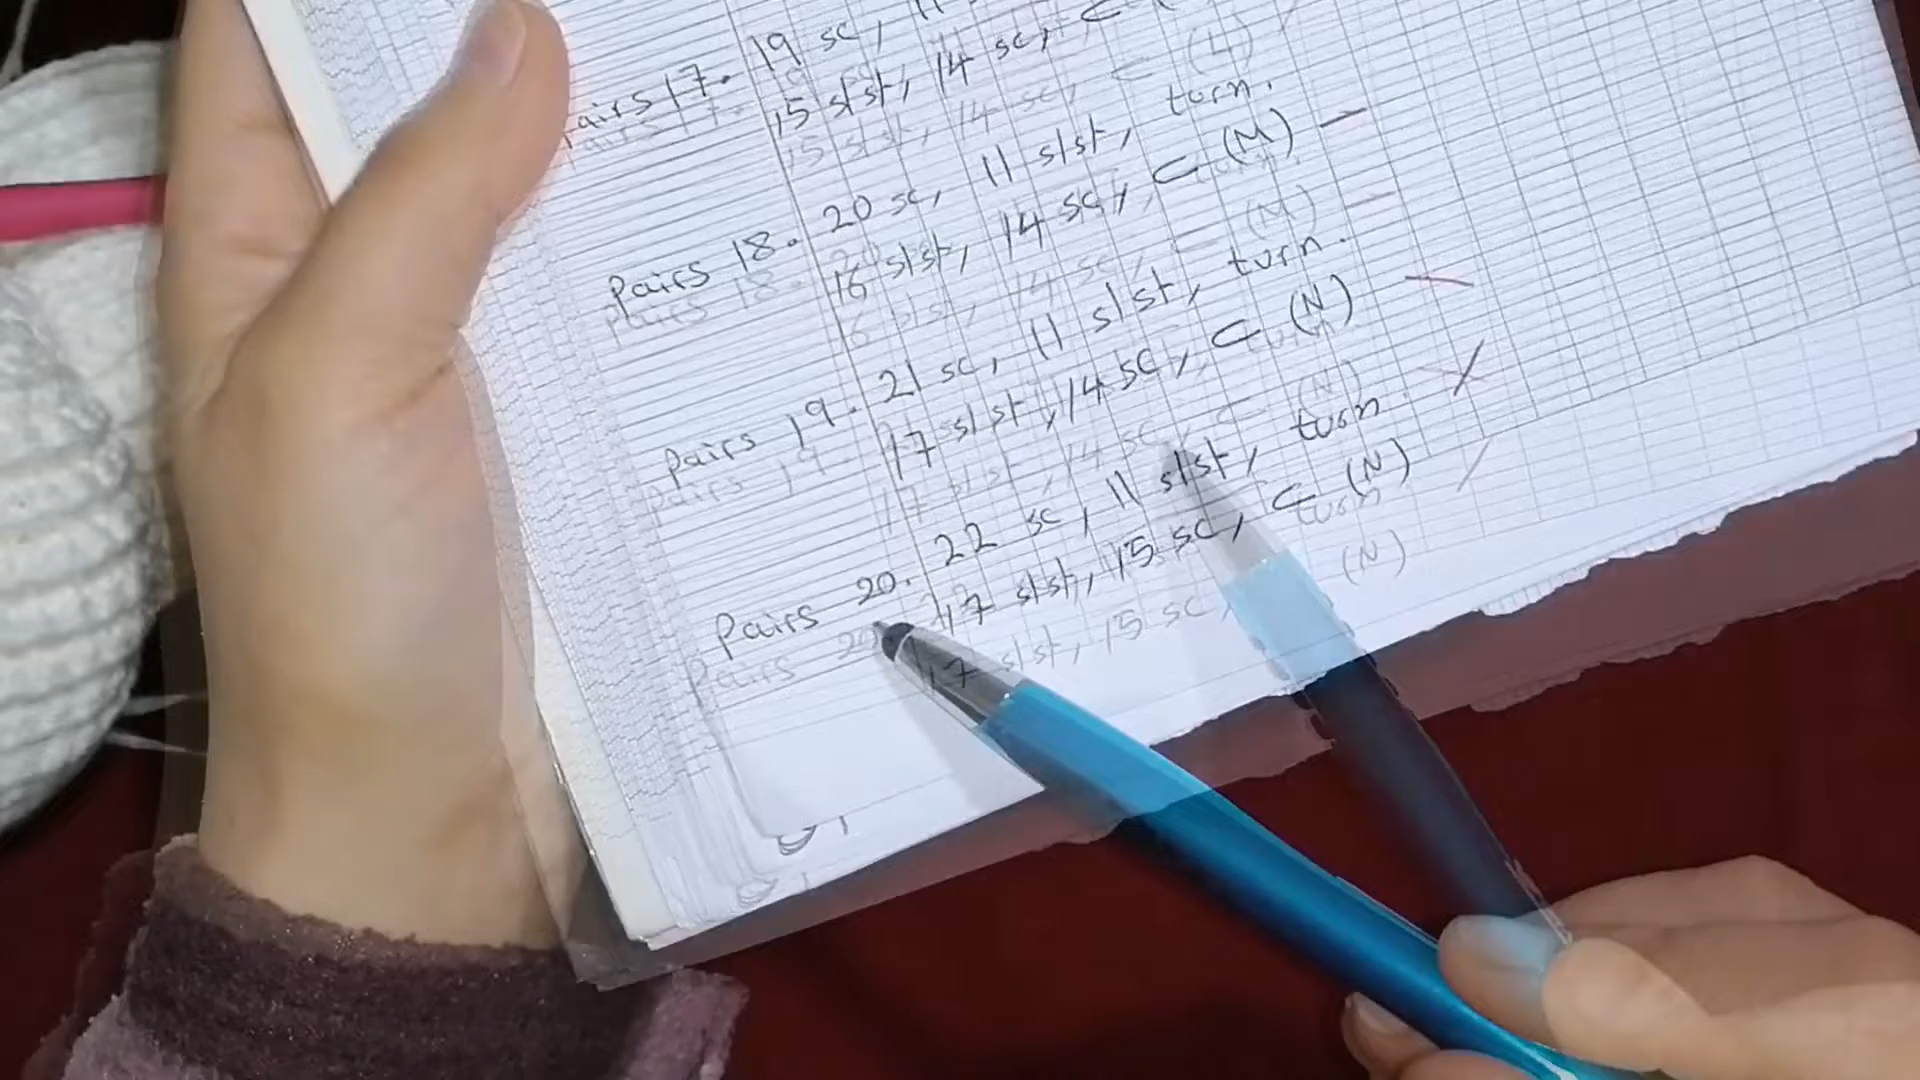 Pairs 17. 19 sc, 11
15 slst, 14 sc,
Pairs 18. 20 sc, 11 slst, turn.
16 slst, 14 sc, C (M)
Pairs 19. 21 sc, 11 slst, turn.
17 slst, 14 sc, C (N)
Pairs 20. 22 sc, 11 slst, turn.
17 slst, 15 sc, C (N)